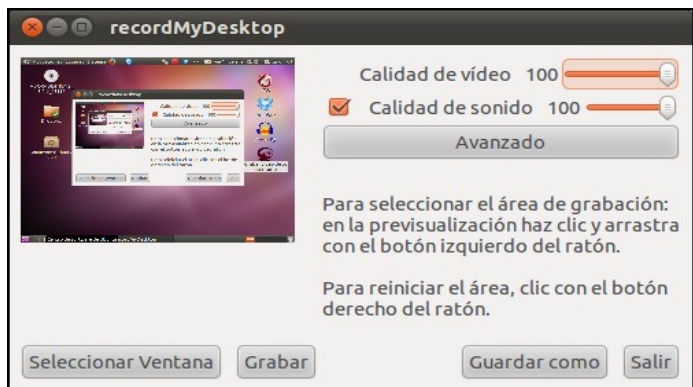 recordMyDesktop
Calidad de vídeo 100
Calidad de sonido 100
Avanzado
Para seleccionar el área de grabación:
en la previsualización haz clic y arrastra
con el botón izquierdo del ratón.
Para reiniciar el área, clic con el botón
derecho del ratón.
Seleccionar Ventana Grabar Guardar como Salir